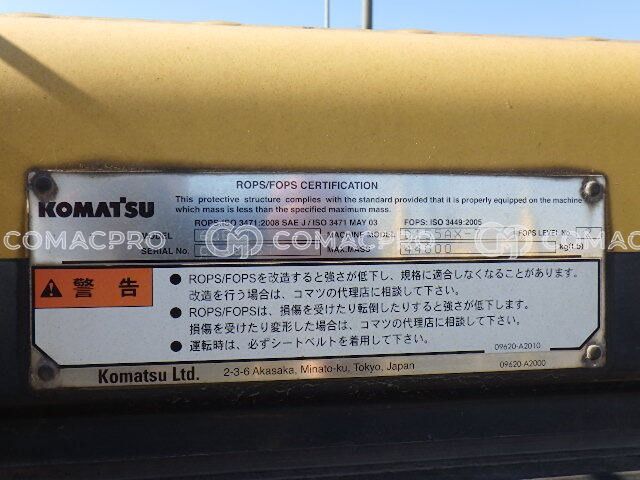 ROPS/FOPS CERTIFICATION
This protective structure complies with the standard provided that it is properly equipped on the machine
which mass is less than the specified maximum mass.
KOMATSU
ROPS: ISO 3471:2008 SAE J / ISO 3471 MAY 03 FOPS: ISO 3449:2005
MODEL MACHINE MODEL FOPS LEVEL No.
SERIAL No. MAX.MASS 44600 kg(lb)
COMACPRO COMACPRO COMACPRO
警告
● ROPS/FOPSを改造すると強さが低下し、規格に適合しなくなることがあります。
改造を行う場合は、コマツの代理店に相談して下さい。
● ROPS/FOPSは、損傷を受けたり転倒したりすると強さが低下します。
損傷を受けたり変形した場合は、コマツの代理店に相談して下さい。
● 運転時は、必ずシートベルトを着用して下さい。
09620-A2010
Komatsu Ltd. 2-3-6 Akasaka, Minato-ku, Tokyo, Japan 09620-A2000